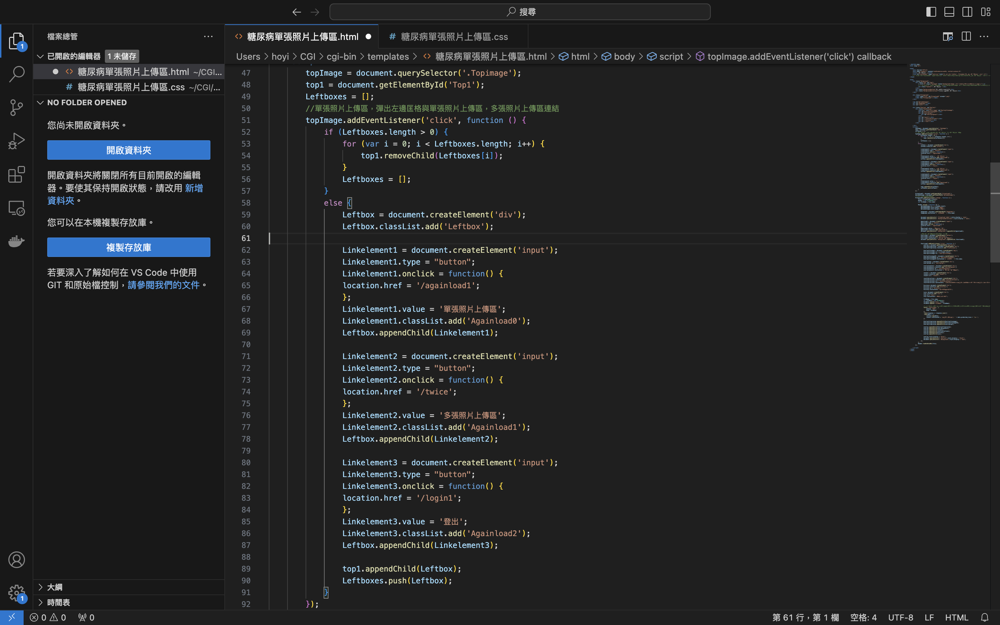 搜尋
檔案總管
糖尿病單張照片上傳區.html
糖尿病單張照片上傳區.css
已開啟的編輯器 1 未儲存
糖尿病單張照片上傳區.html ~/CGI...
糖尿病單張照片上傳區.css ~/CGI/...
NO FOLDER OPENED
您尚未開啟資料夾。
開啟資料夾
開啟資料夾將關閉所有目前開啟的編輯
器。要使其保持開啟狀態，請改用 新增
資料夾。
您可以在本機複製存放庫。
複製存放庫
若要深入了解如何在 VS Code 中使用
GIT 和原始檔控制，請參閱我們的文件。
大綱
時間表
Users > hoyi > CGI > cgi-bin > templates > 糖尿病單張照片上傳區.html > html > body > script > topImage.addEventListener('click') callback
47 topImage = document.querySelector('.Topimage');
48 top1 = document.getElementById('Top1');
49 Leftboxes = [];
50 //單張照片上傳區，彈出左邊匡格與單張照片上傳區，多張照片上傳區連結
51 topImage.addEventListener('click', function () {
52 if (Leftboxes.length > 0) {
53 for (var i = 0; i < Leftboxes.length; i++) {
54 top1.removeChild(Leftboxes[i]);
55 }
56 Leftboxes = [];
57 }
58 else {
59 Leftbox = document.createElement('div');
60 Leftbox.classList.add('Leftbox');
61
62 Linkelement1 = document.createElement('input');
63 Linkelement1.type = "button";
64 Linkelement1.onclick = function() {
65 location.href = '/againload1';
66 };
67 Linkelement1.value = '單張照片上傳區';
68 Linkelement1.classList.add('Againload0');
69 Leftbox.appendChild(Linkelement1);
70
71 Linkelement2 = document.createElement('input');
72 Linkelement2.type = "button";
73 Linkelement2.onclick = function() {
74 location.href = '/twice';
75 };
76 Linkelement2.value = '多張照片上傳區';
77 Linkelement2.classList.add('Againload1');
78 Leftbox.appendChild(Linkelement2);
79
80 Linkelement3 = document.createElement('input');
81 Linkelement3.type = "button";
82 Linkelement3.onclick = function() {
83 location.href = '/login1';
84 };
85 Linkelement3.value = '登出';
86 Linkelement3.classList.add('Againload2');
87 Leftbox.appendChild(Linkelement3);
88
89 top1.appendChild(Leftbox);
90 Leftboxes.push(Leftbox);
91 }
92 });
1
1
0 0 0
第 61 行，第 1 欄 空格: 4 UTF-8 LF HTML